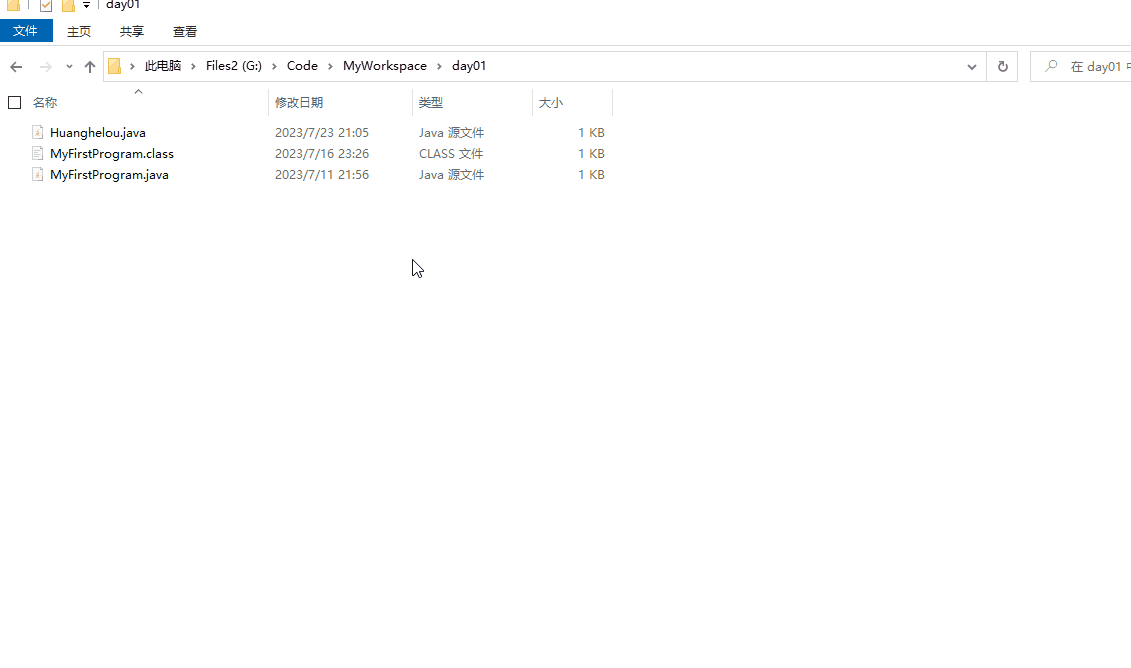 day01
文件 主页 共享 查看
此电脑 Files2 (G:) Code MyWorkspace day01 在 day01 中
名称 修改日期 类型 大小
Huanghelou.java 2023/7/23 21:05 Java 源文件 1 KB
MyFirstProgram.class 2023/7/16 23:26 CLASS 文件 1 KB
MyFirstProgram.java 2023/7/11 21:56 Java 源文件 1 KB